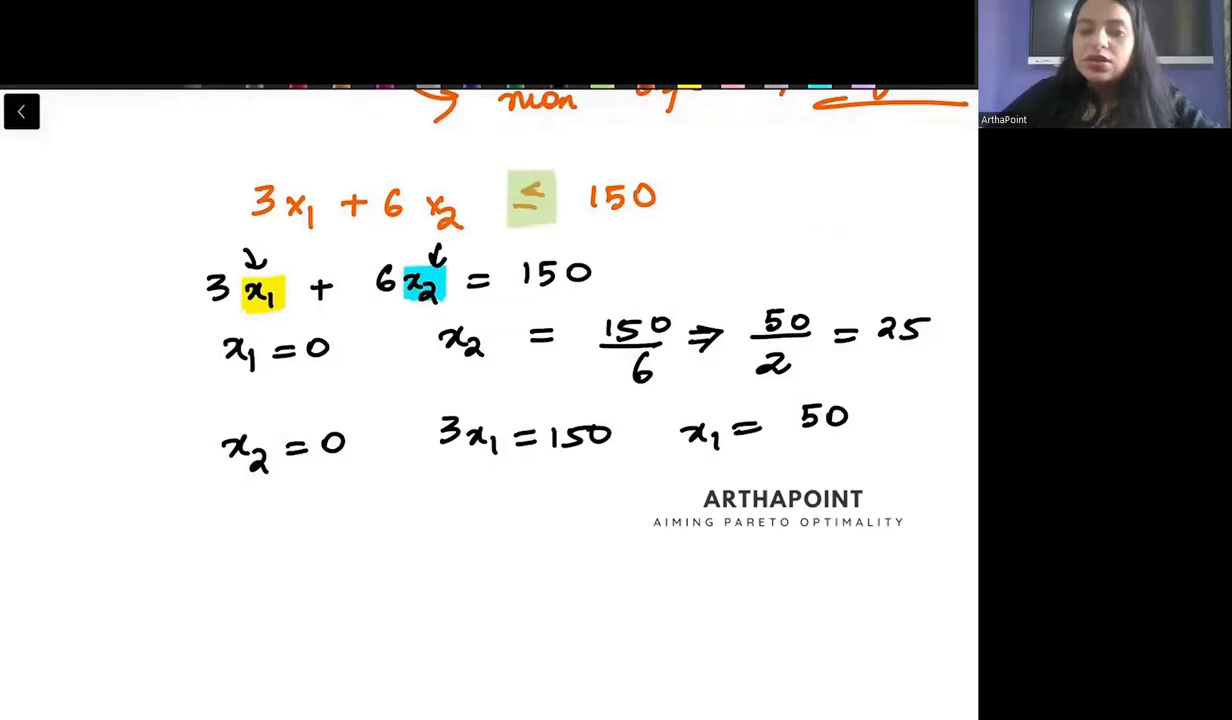 3x₁ + 6x₂ ≤ 150
3x₁ + 6x₂ = 150
x₁ = 0 x₂ = 150/6 ⇒ 50/2 = 25
x₂ = 0 3x₁ = 150 x₁ = 50
ARTHAPOINT
AIMING PARETO OPTIMALITY
ArthaPoint